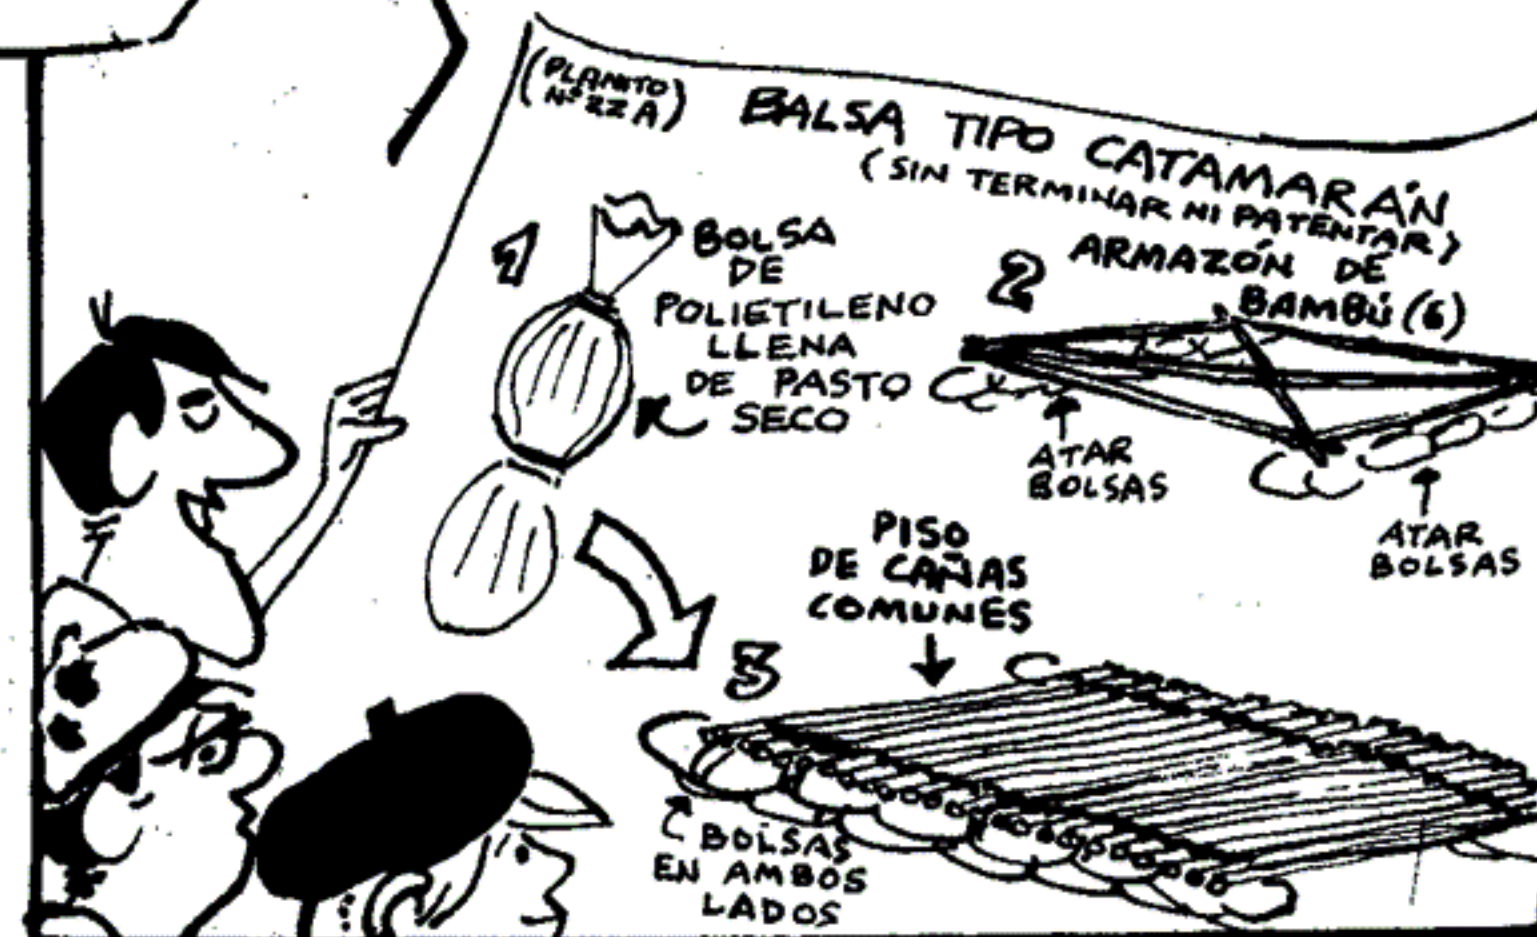 (PLANITO
Nº 22 A)
BALSA TIPO CATAMARÁN
(SIN TERMINAR NI PATENTAR)
1
BOLSA
DE
POLIETILENO
LLENA
DE PASTO
SECO
2
ARMAZÓN DE
BAMBÚ (6)
ATAR
BOLSAS
ATAR
BOLSAS
3
PISO
DE CAÑAS
COMUNES
BOLSAS
EN AMBOS
LADOS